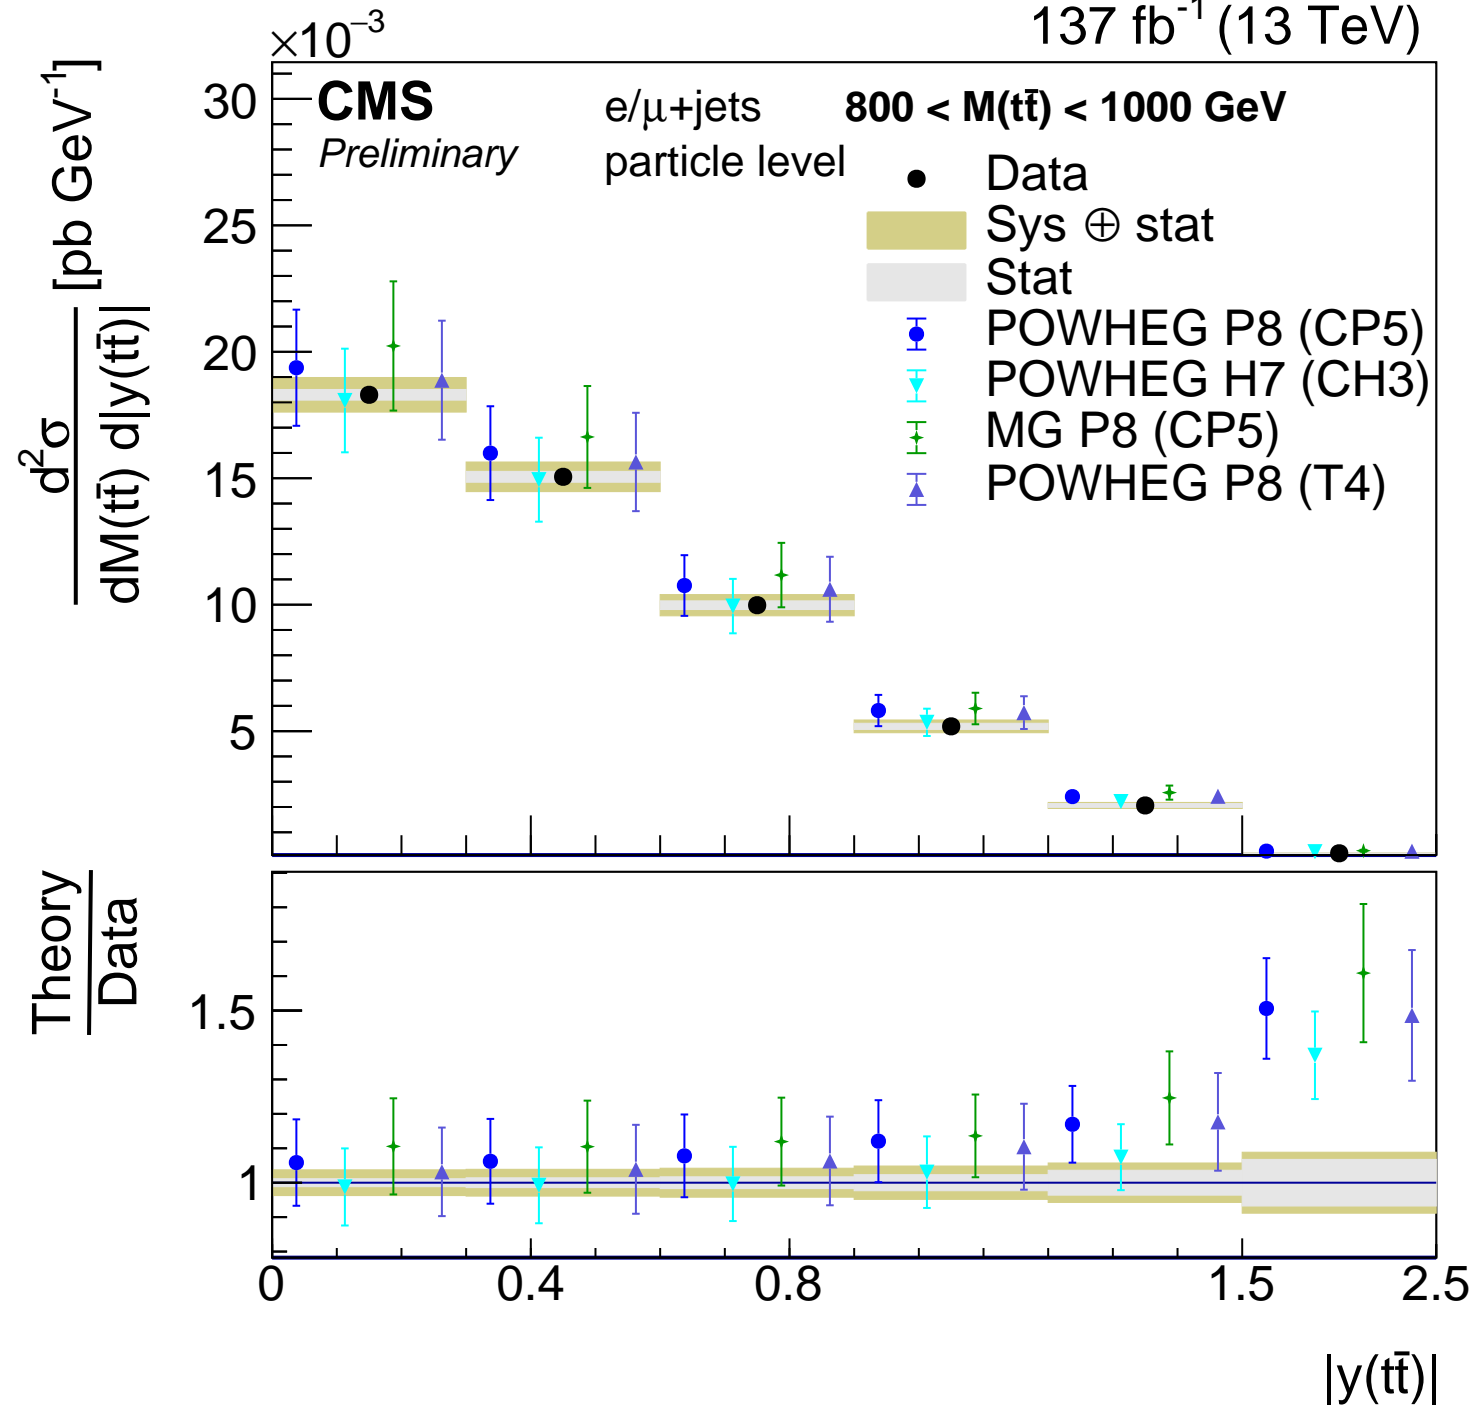 ×10⁻³
137 fb⁻¹ (13 TeV)
CMS
Preliminary
e/μ+jets
particle level
800 < M(tt̄) < 1000 GeV
Data
Sys ⊕ stat
Stat
POWHEG P8 (CP5)
POWHEG H7 (CH3)
MG P8 (CP5)
POWHEG P8 (T4)
d²σ
dM(tt̄) d|y(tt̄)|
[pb GeV⁻¹]
30
25
20
15
10
5
Theory
Data
1.5
1
0
0.4
0.8
1.5
2.5
|y(tt̄)|